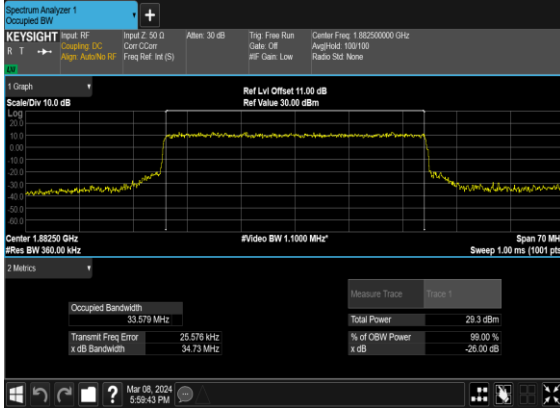 Spectrum Analyzer 1
Occupied BW
+
KEYSIGHT Input: RF Input Z: 50 Ω Atten: 30 dB Trig: Free Run Center Freq: 1.882500000 GHz
R T Coupling: DC Corr CCorr Gate: Off Avg|Hold: 100/100
Align: Auto/No RF Freq Ref: Int (S) #IF Gain: Low Radio Std: None
1 Graph
Ref Lvl Offset 11.00 dB
Scale/Div 10.0 dB Ref Value 30.00 dBm
Log
20.0
10.0
0.00
-10.0
-20.0
-30.0
-40.0
-50.0
-60.0
Center 1.88250 GHz #Video BW 1.1000 MHz* Span 70 MH
#Res BW 360.00 kHz Sweep 1.00 ms (1001 pts
2 Metrics
Measure Trace Trace 1
Occupied Bandwidth
33.579 MHz Total Power 29.3 dBm
Transmit Freq Error 25.576 kHz % of OBW Power 99.00 %
x dB Bandwidth 34.73 MHz x dB -26.00 dB
? Mar 08, 2024
5:59:43 PM